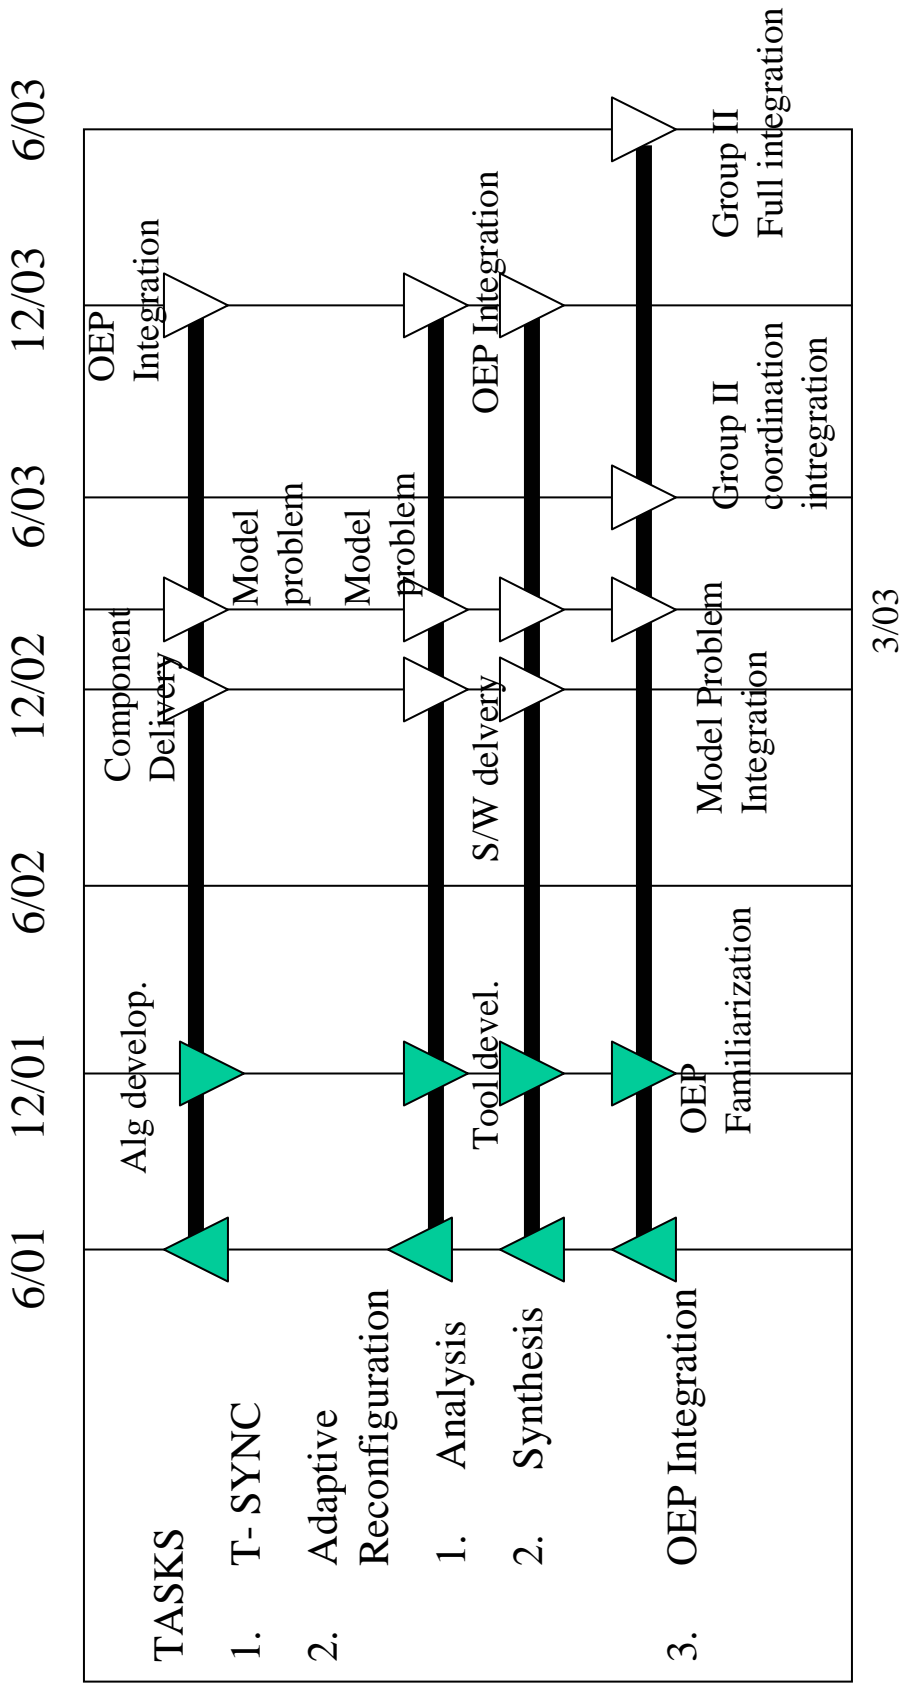 6/01 12/01 6/02 12/02 6/03 12/03 6/03
TASKS
1. T- SYNC
2. Adaptive
Reconfiguration
1. Analysis
2. Synthesis
3. OEP Integration
Alg develop.
Component
Delivery
OEP
Integration
Model
problem
Model
problem
Tool devel.
S/W delvery
OEP Integration
OEP
Familiarization
Model Problem
Integration
Group II
coordination
intregration
Group II
Full integration
3/03